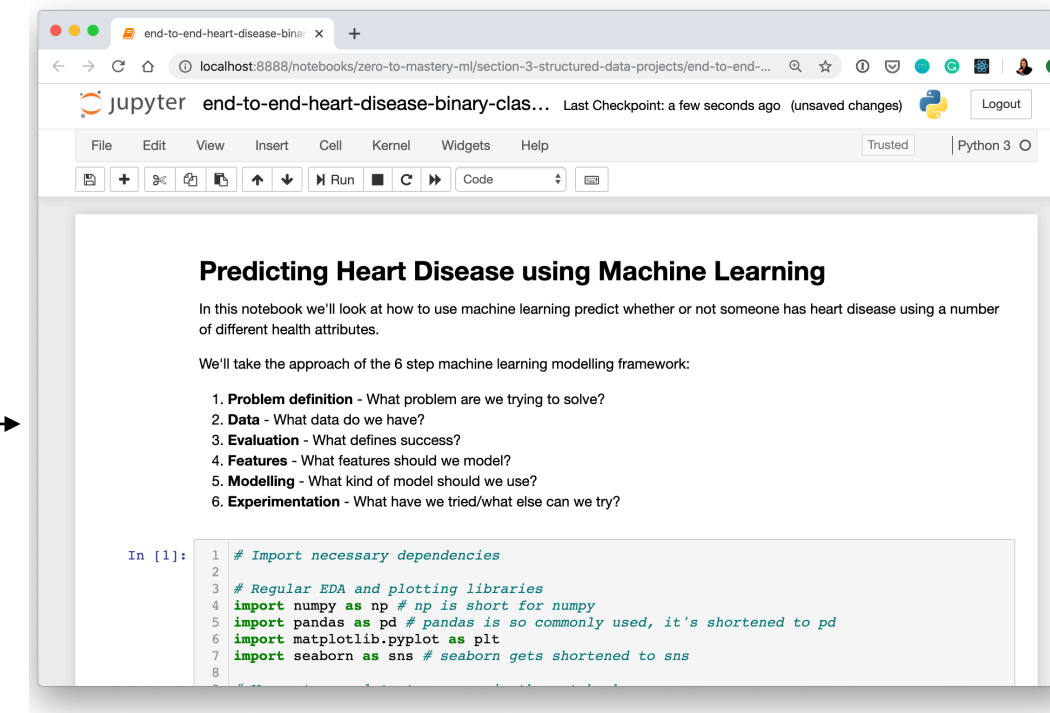 end-to-end-heart-disease-binar
localhost:8888/notebooks/zero-to-mastery-ml/section-3-structured-data-projects/end-to-end-...
jupyter end-to-end-heart-disease-binary-clas... Last Checkpoint: a few seconds ago (unsaved changes) Logout
File Edit View Insert Cell Kernel Widgets Help Trusted Python 3
Run Code
Predicting Heart Disease using Machine Learning
In this notebook we'll look at how to use machine learning predict whether or not someone has heart disease using a number
of different health attributes.
We'll take the approach of the 6 step machine learning modelling framework:
1. Problem definition - What problem are we trying to solve?
2. Data - What data do we have?
3. Evaluation - What defines success?
4. Features - What features should we model?
5. Modelling - What kind of model should we use?
6. Experimentation - What have we tried/what else can we try?
In [1]:
1 # Import necessary dependencies
2
3 # Regular EDA and plotting libraries
4 import numpy as np # np is short for numpy
5 import pandas as pd # pandas is so commonly used, it's shortened to pd
6 import matplotlib.pyplot as plt
7 import seaborn as sns # seaborn gets shortened to sns
8